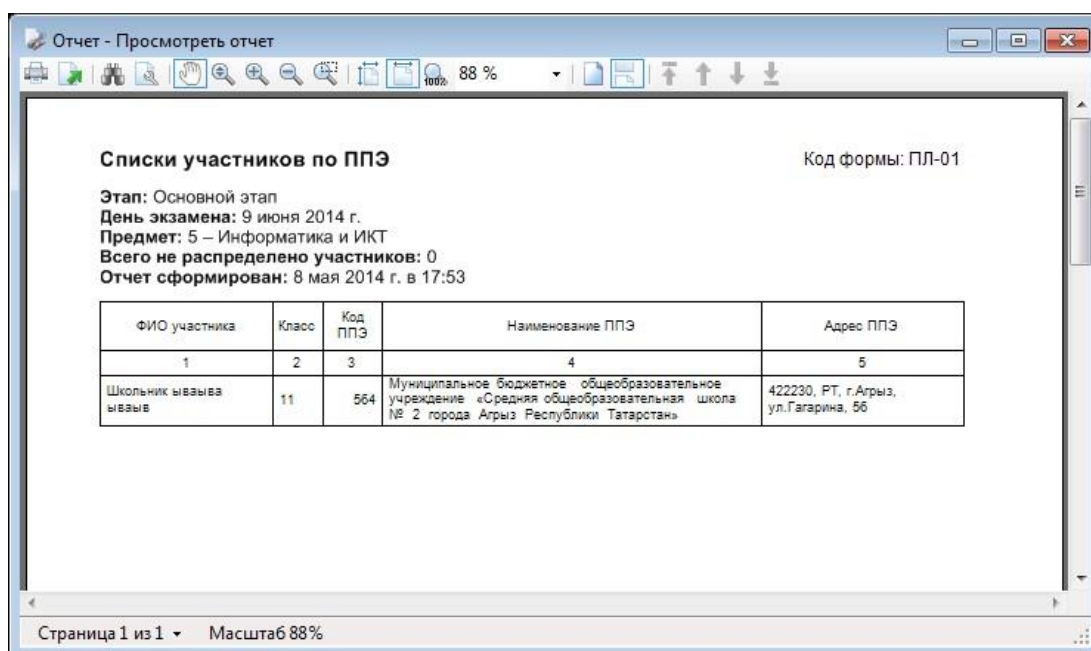 Отчет - Просмотреть отчет
100% 88 %
Списки участников по ППЭ
Код формы: ПЛ-01
Этап: Основной этап
День экзамена: 9 июня 2014 г.
Предмет: 5 – Информатика и ИКТ
Всего не распределено участников: 0
Отчет сформирован: 8 мая 2014 г. в 17:53
ФИО участника Класс Код ППЭ Наименование ППЭ Адрес ППЭ
1 2 3 4 5
Школьник ываыва
ываыв
11
564
Муниципальное бюджетное общеобразовательное
учреждение «Средняя общеобразовательная школа
№ 2 города Агрыз Республики Татарстан»
422230, РТ, г.Агрыз,
ул.Гагарина, 56
Страница 1 из 1 Масштаб 88%